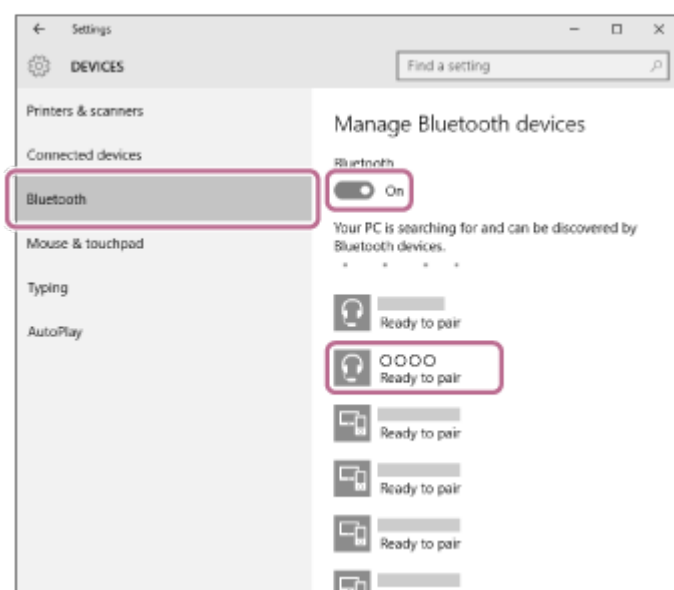 Settings
DEVICES
Find a setting
Printers & scanners
Connected devices
Bluetooth
Mouse & touchpad
Typing
AutoPlay
Manage Bluetooth devices
Bluetooth
On
Your PC is searching for and can be discovered by
Bluetooth devices.
Ready to pair
OOOO
Ready to pair
Ready to pair
Ready to pair
Ready to pair